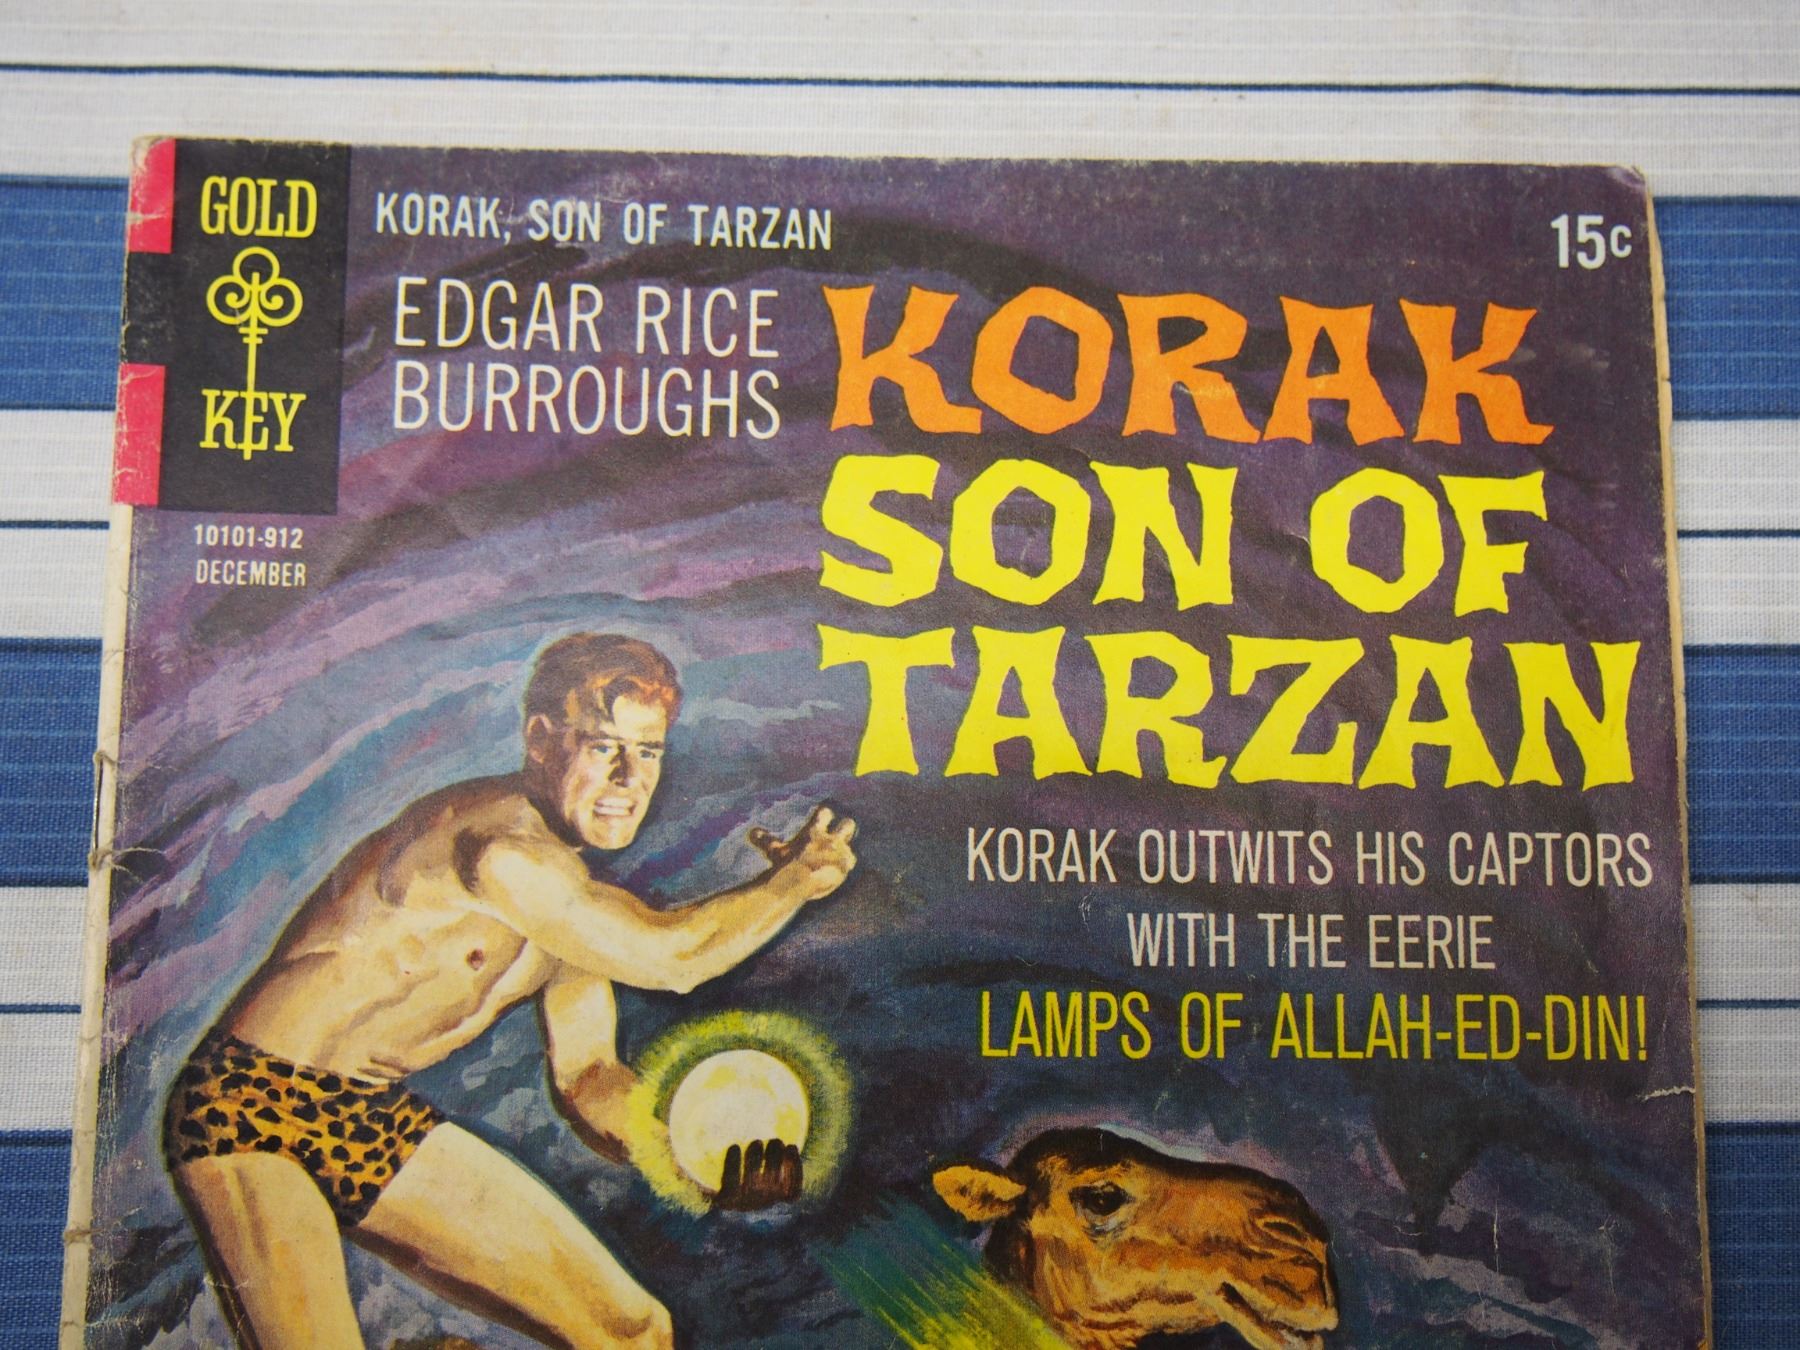 GOLD
KEY
10101-912
DECEMBER
KORAK, SON OF TARZAN
15c
EDGAR RICE
BURROUGHS
KORAK
SON OF
TARZAN
KORAK OUTWITS HIS CAPTORS
WITH THE EERIE
LAMPS OF ALLAH-ED-DIN!